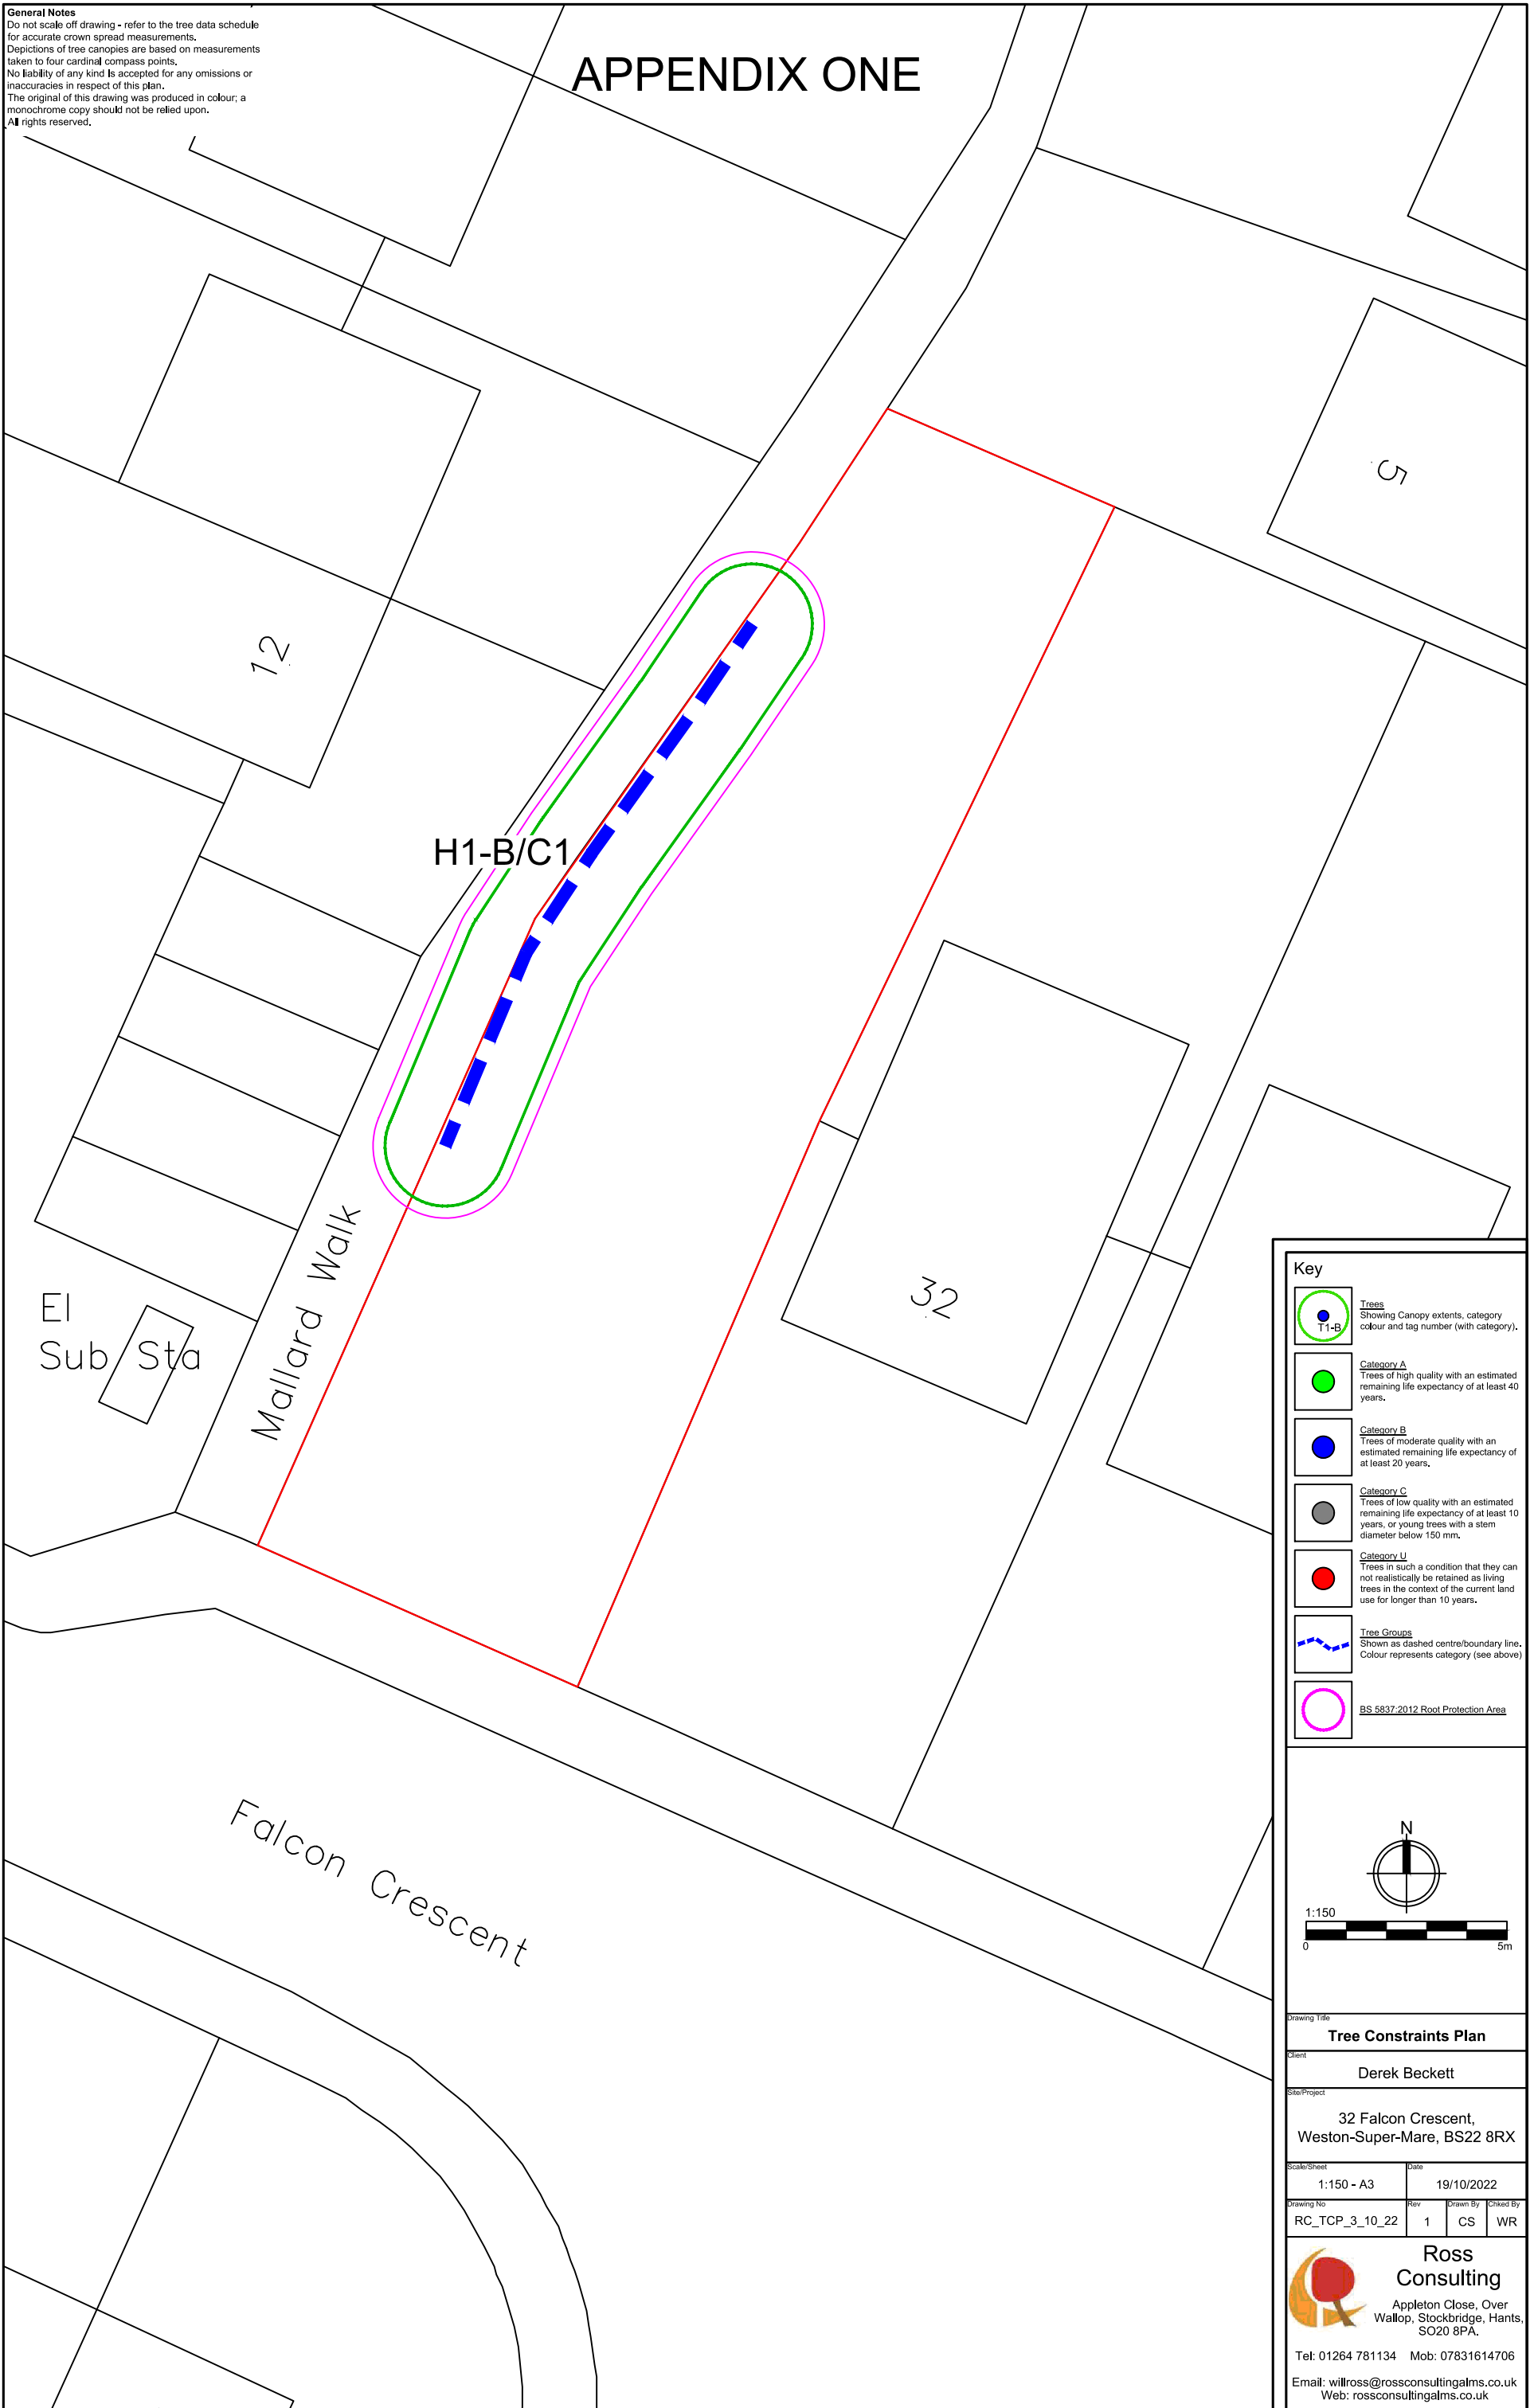 General Notes
Do not scale off drawing - refer to the tree data schedule
for accurate crown spread measurements.
Depictions of tree canopies are based on measurements
taken to four cardinal compass points.
No liability of any kind is accepted for any omissions or
inaccuracies in respect of this plan.
The original of this drawing was produced in colour; a
monochrome copy should not be relied upon.
All rights reserved.
APPENDIX ONE
5
12
H1-B/C1
32
El
Sub Sta
Mallard Walk
Falcon Crescent
Key
T1-B
Trees
Showing Canopy extents, category
colour and tag number (with category).
Category A
Trees of high quality with an estimated
remaining life expectancy of at least 40
years.
Category B
Trees of moderate quality with an
estimated remaining life expectancy of
at least 20 years.
Category C
Trees of low quality with an estimated
remaining life expectancy of at least 10
years, or young trees with a stem
diameter below 150 mm.
Category U
Trees in such a condition that they can
not realistically be retained as living
trees in the context of the current land
use for longer than 10 years.
Tree Groups
Shown as dashed centre/boundary line.
Colour represents category (see above)
BS 5837:2012 Root Protection Area
N
1:150
0 5m
Drawing Title
Tree Constraints Plan
Client
Derek Beckett
Site/Project
32 Falcon Crescent,
Weston-Super-Mare, BS22 8RX
Scale/Sheet Date
1:150 - A3 19/10/2022
Drawing No Rev Drawn By Chked By
RC_TCP_3_10_22 1 CS WR
Ross
Consulting
Appleton Close, Over
Wallop, Stockbridge, Hants,
SO20 8PA.
Tel: 01264 781134 Mob: 07831614706
Email: willross@rossconsultingalms.co.uk
Web: rossconsultingalms.co.uk